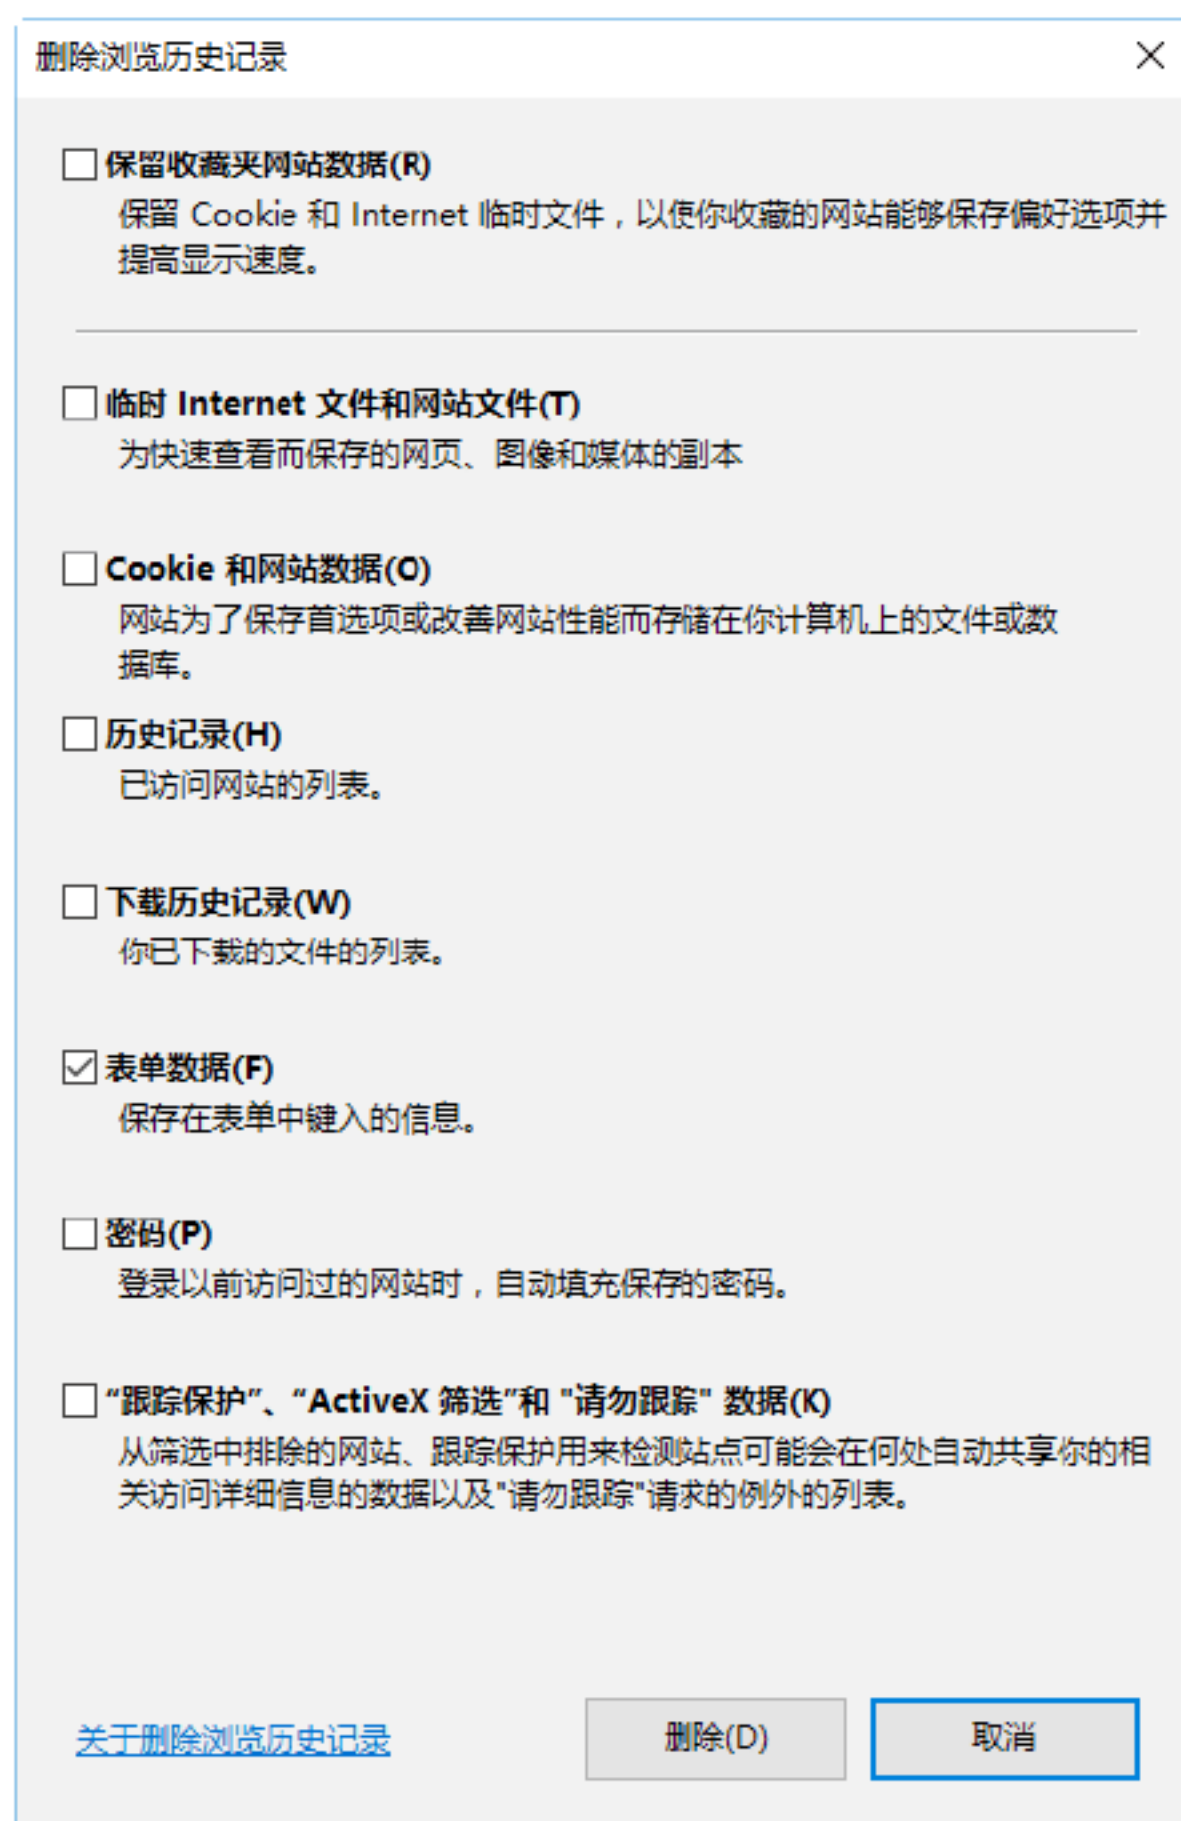 删除浏览历史记录
保留收藏夹网站数据(R)
保留 Cookie 和 Internet 临时文件，以使你收藏的网站能够保存偏好选项并
提高显示速度。
临时 Internet 文件和网站文件(T)
为快速查看而保存的网页、图像和媒体的副本
Cookie 和网站数据(O)
网站为了保存首选项或改善网站性能而存储在你计算机上的文件或数
据库。
历史记录(H)
已访问网站的列表。
下载历史记录(W)
你已下载的文件的列表。
表单数据(F)
保存在表单中键入的信息。
密码(P)
登录以前访问过的网站时，自动填充保存的密码。
“跟踪保护”、“ActiveX 筛选”和 "请勿跟踪" 数据(K)
从筛选中排除的网站、跟踪保护用来检测站点可能会在何处自动共享你的相
关访问详细信息的数据以及"请勿跟踪"请求的例外的列表。
关于删除浏览历史记录
删除(D)
取消